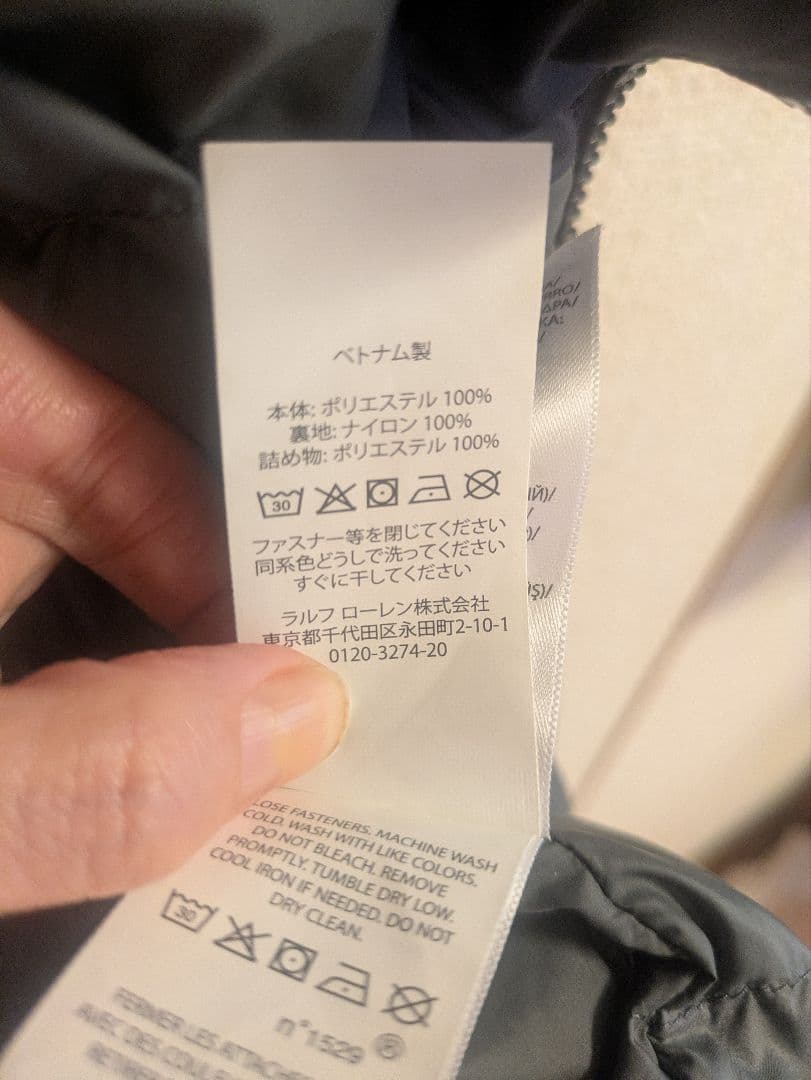 ベトナム製
本体: ポリエステル 100%
裏地: ナイロン 100%
詰め物: ポリエステル 100%
30
ファスナー等を閉じてください
同系色どうしで洗ってください
すぐに干してください
ラルフ ローレン株式会社
東京都千代田区永田町2-10-1
0120-3274-20
LOSE FASTENERS. MACHINE WASH
COLD. WASH WITH LIKE COLORS.
DO NOT BLEACH. REMOVE
PROMPTLY. TUMBLE DRY LOW.
COOL IRON IF NEEDED. DO NOT
DRY CLEAN.
30
n°1529 ®
FERMER LES ATTACHES
AVEC DES COULE